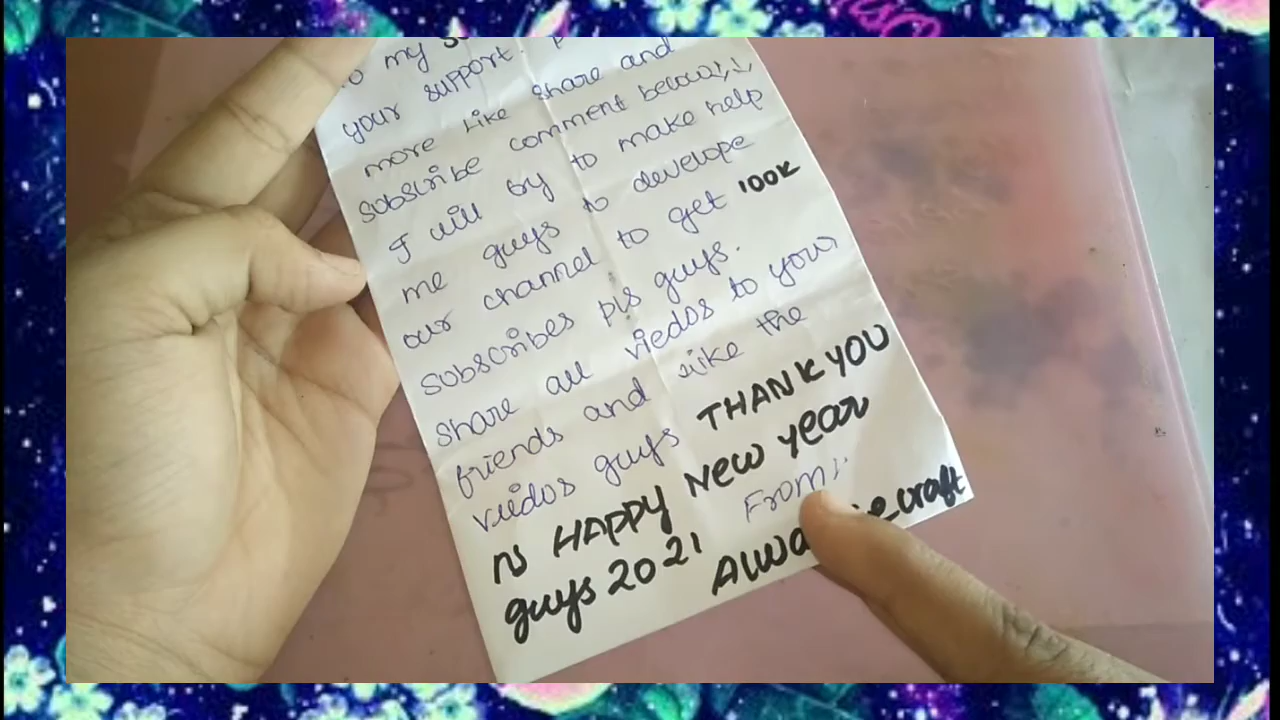 to my
your support.
more like share and
subscribe comment below,
I will try to make help
me guys to develope
our channel to get 100K
subscribes pls guys.
share all viedos to your
friends and like the
viedos guys THANK YOU
HAPPY New year
guys 2021
From: